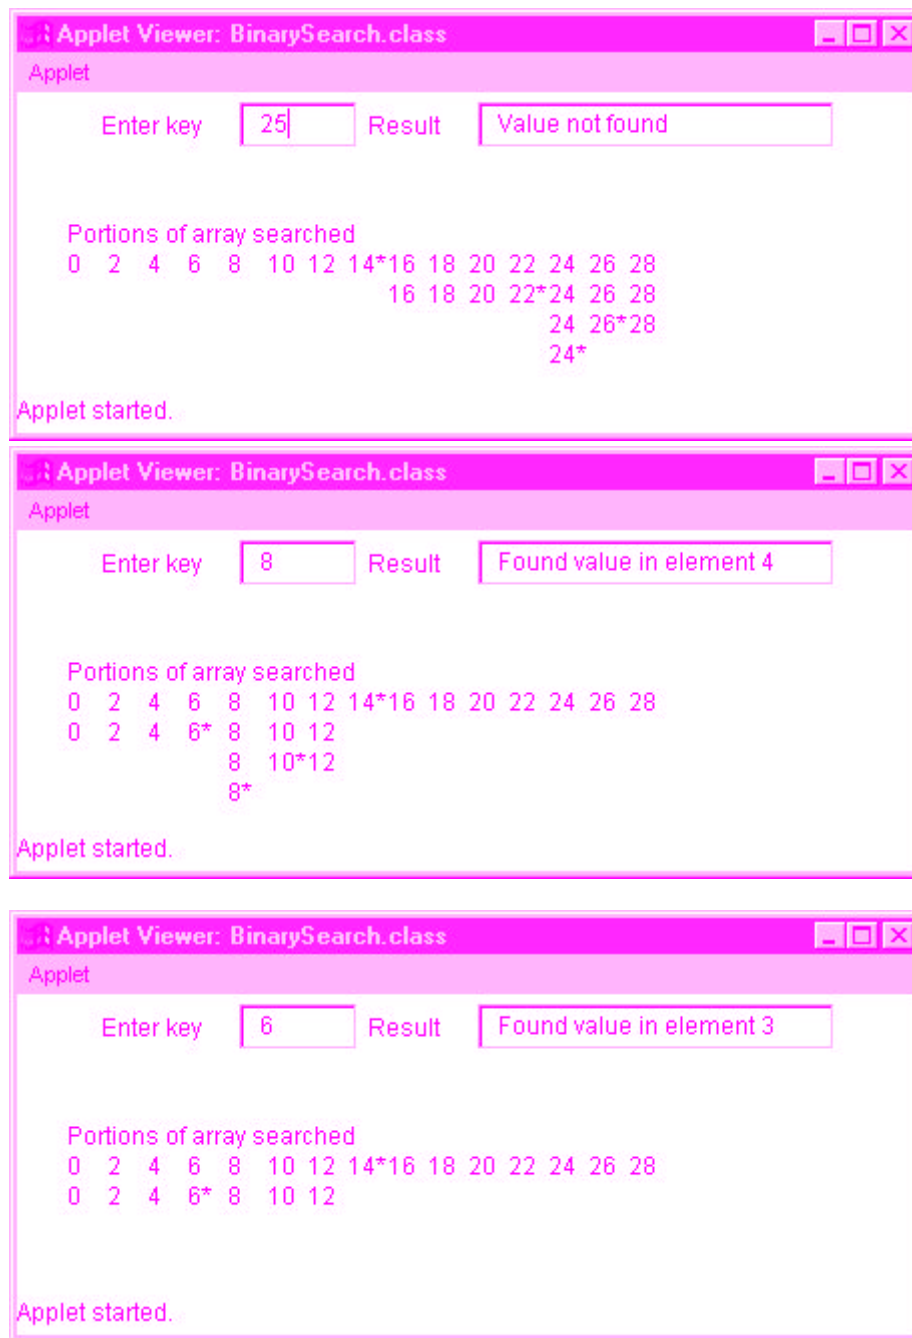 Applet Viewer: BinarySearch.class
Applet
Enter key 25 Result Value not found
Portions of array searched
0 2 4 6 8 10 12 14*16 18 20 22 24 26 28
16 18 20 22*24 26 28
24 26*28
24*
Applet started.
Applet Viewer: BinarySearch.class
Applet
Enter key 8 Result Found value in element 4
Portions of array searched
0 2 4 6 8 10 12 14*16 18 20 22 24 26 28
0 2 4 6* 8 10 12
8 10*12
8*
Applet started.
Applet Viewer: BinarySearch.class
Applet
Enter key 6 Result Found value in element 3
Portions of array searched
0 2 4 6 8 10 12 14*16 18 20 22 24 26 28
0 2 4 6* 8 10 12
Applet started.